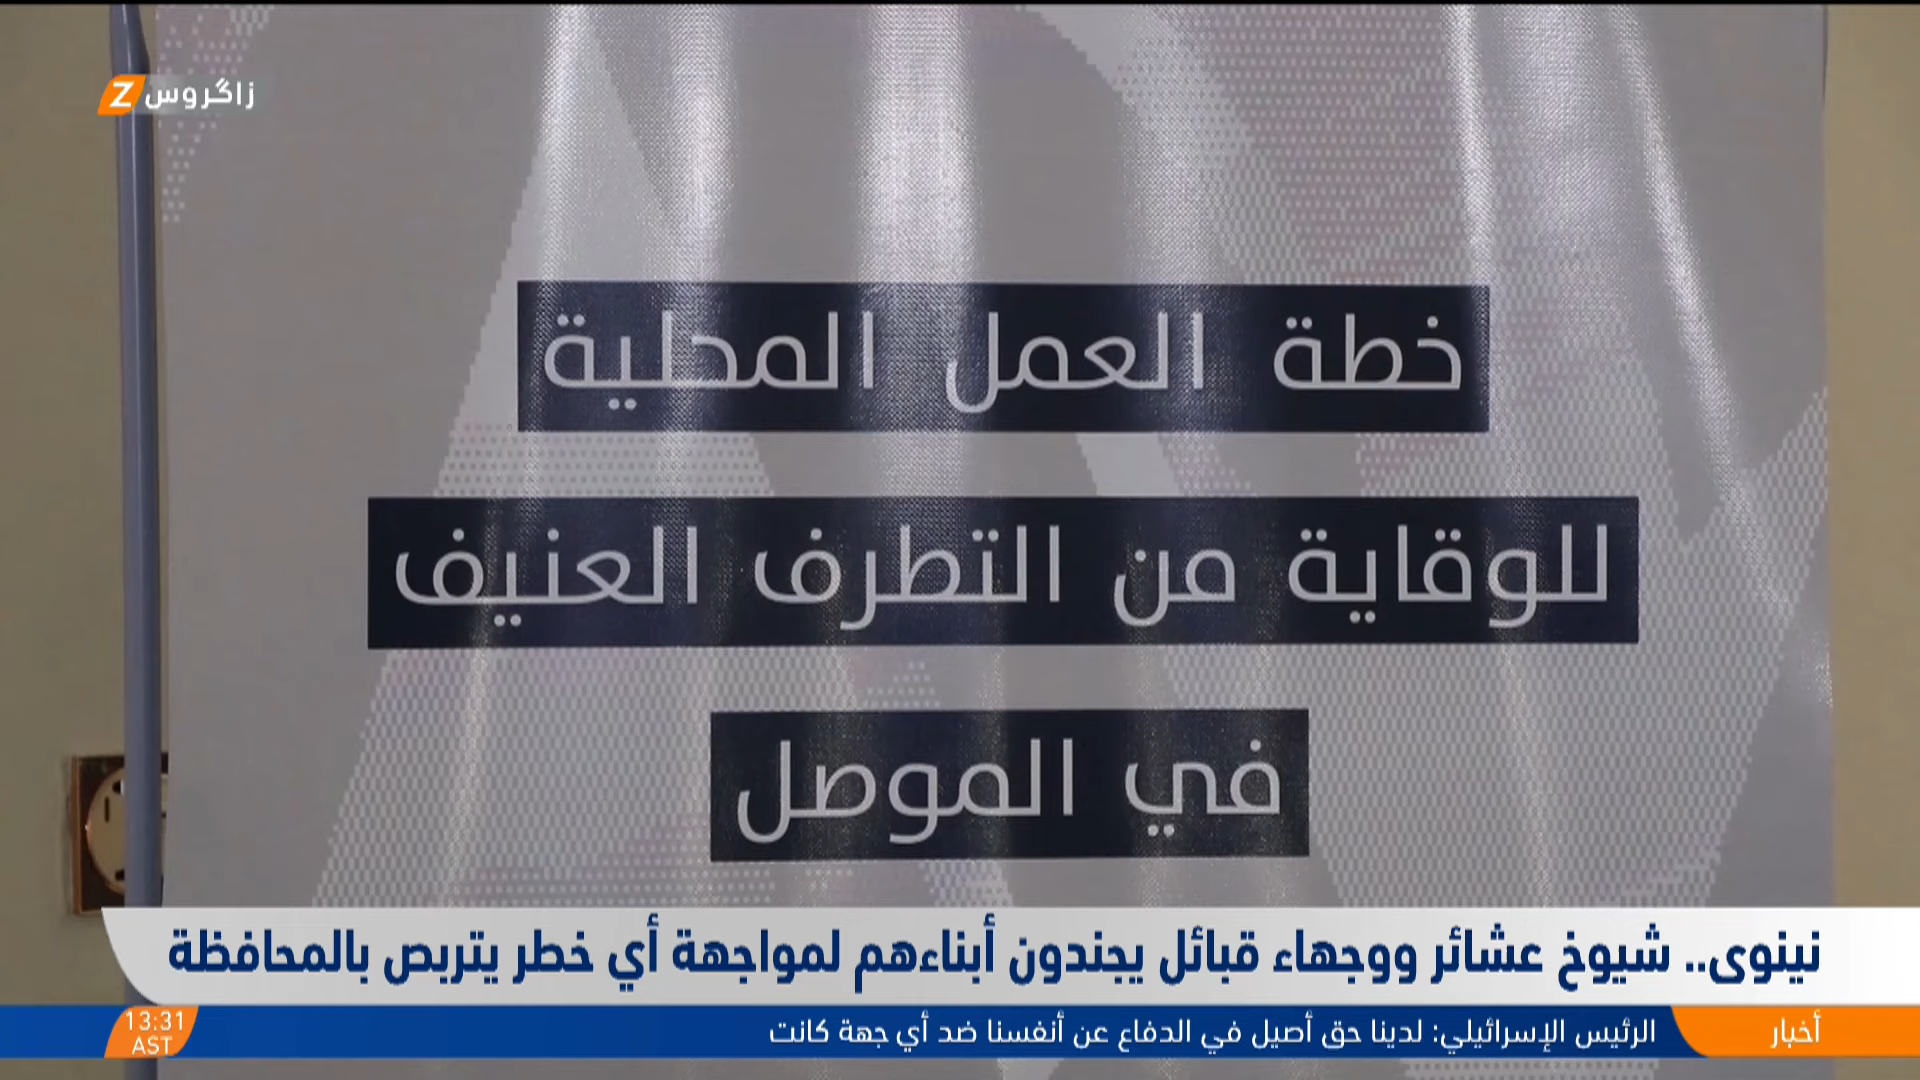 زاگروس Z
خطة العمل المحلية
للوقاية من التطرف العنيف
في الموصل
نينوى.. شيوخ عشائر ووجهاء قبائل يجندون أبناءهم لمواجهة أي خطر يتربص بالمحافظة
أخبار
الرئيس الإسرائيلي: لدينا حق أصيل في الدفاع عن أنفسنا ضد أي جهة كانت
13:31
AST